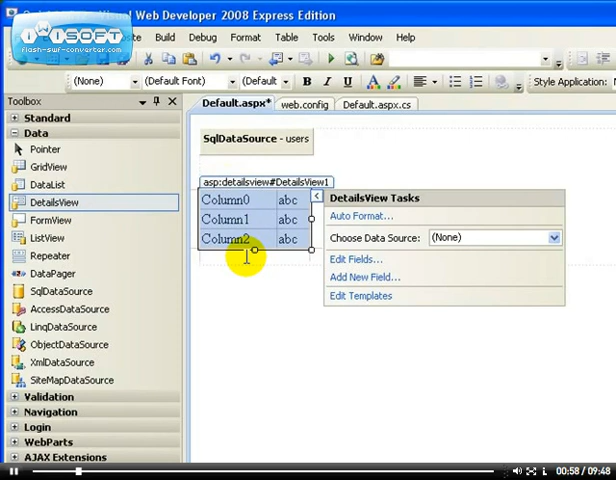 Visual Web Developer 2008 Express Edition
iWiSOFT
flash-swf-converter.com
Build Debug Format Table Tools Window Help
(None) (Default Font) (Default B I U A Style Application:
Toolbox
Default.aspx* web.config Default.aspx.cs
Standard
Data
Pointer
GridView
DataList
DetailsView
FormView
ListView
Repeater
DataPager
SqlDataSource
AccessDataSource
LinqDataSource
ObjectDataSource
XmlDataSource
SiteMapDataSource
Validation
Navigation
Login
WebParts
AJAX Extensions
SqlDataSource - users
asp:detailsview#DetailsView1
Column0 abc
Column1 abc
Column2 abc
DetailsView Tasks
Auto Format...
Choose Data Source: (None)
Edit Fields...
Add New Field...
Edit Templates
00:58 / 09:48